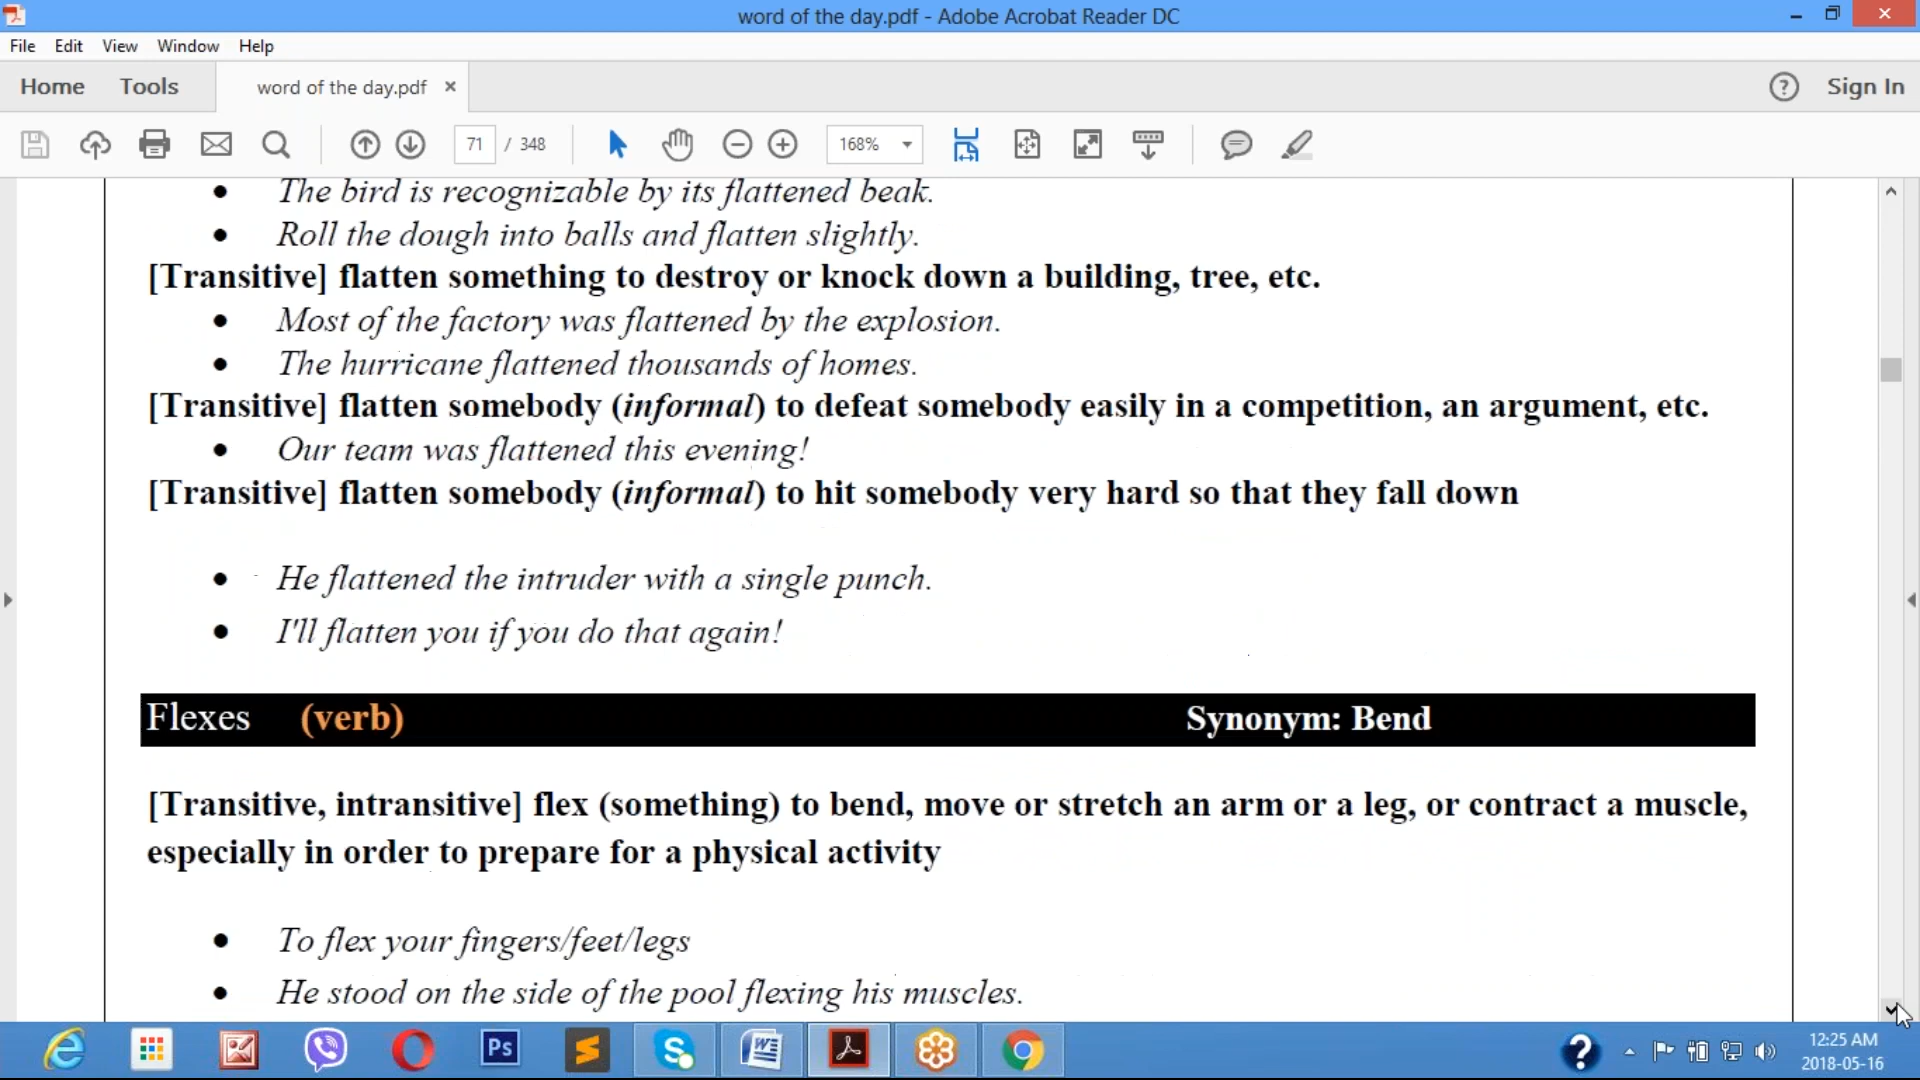 word of the day.pdf - Adobe Acrobat Reader DC
File Edit View Window Help
Home Tools word of the day.pdf × ? Sign In
71 / 348 168%
• The bird is recognizable by its flattened beak.
• Roll the dough into balls and flatten slightly.
[Transitive] flatten something to destroy or knock down a building, tree, etc.
• Most of the factory was flattened by the explosion.
• The hurricane flattened thousands of homes.
[Transitive] flatten somebody (informal) to defeat somebody easily in a competition, an argument, etc.
• Our team was flattened this evening!
[Transitive] flatten somebody (informal) to hit somebody very hard so that they fall down
• He flattened the intruder with a single punch.
• I'll flatten you if you do that again!
Flexes (verb) Synonym: Bend
[Transitive, intransitive] flex (something) to bend, move or stretch an arm or a leg, or contract a muscle,
especially in order to prepare for a physical activity
• To flex your fingers/feet/legs
• He stood on the side of the pool flexing his muscles.
Ps
12:25 AM
2018-05-16